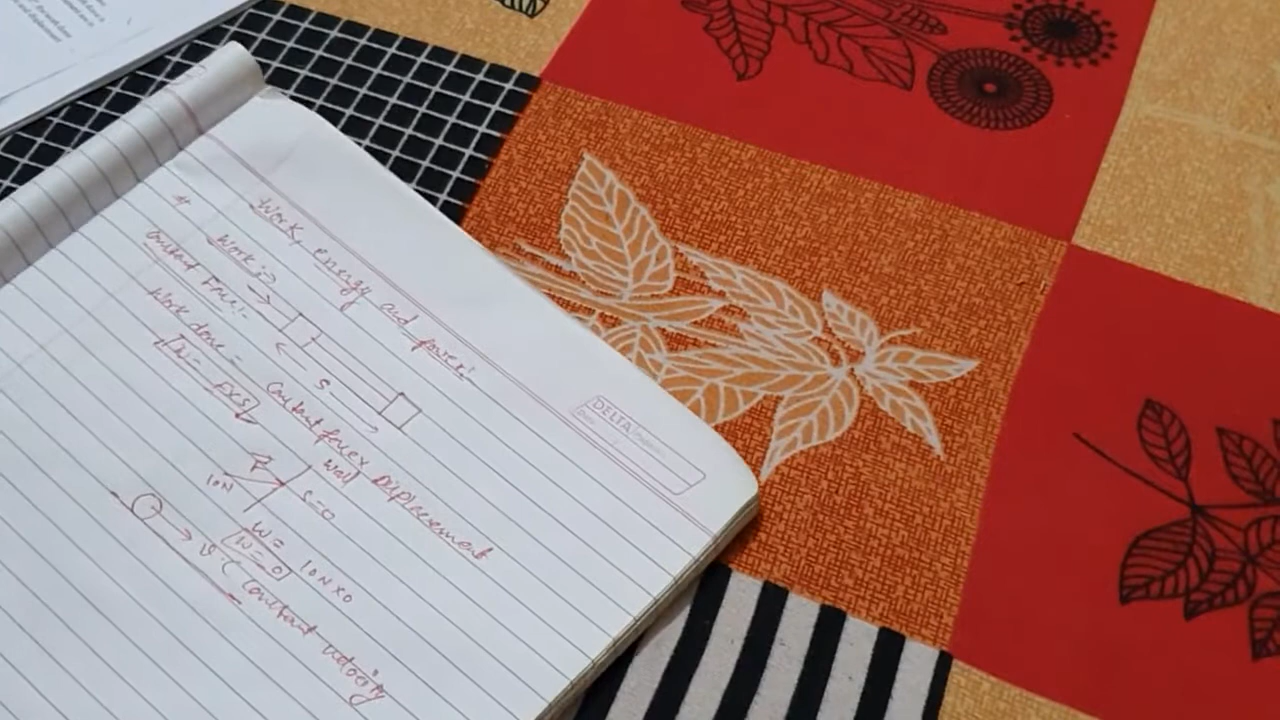 Work, energy and power:
Work:⇒
Constant Force:-
S
Work done = Constant force x Displacement
W = F×S
Wall
10N
S=0
W = 10N×0
W=0
v=C Constant velocity
DELTA
Date